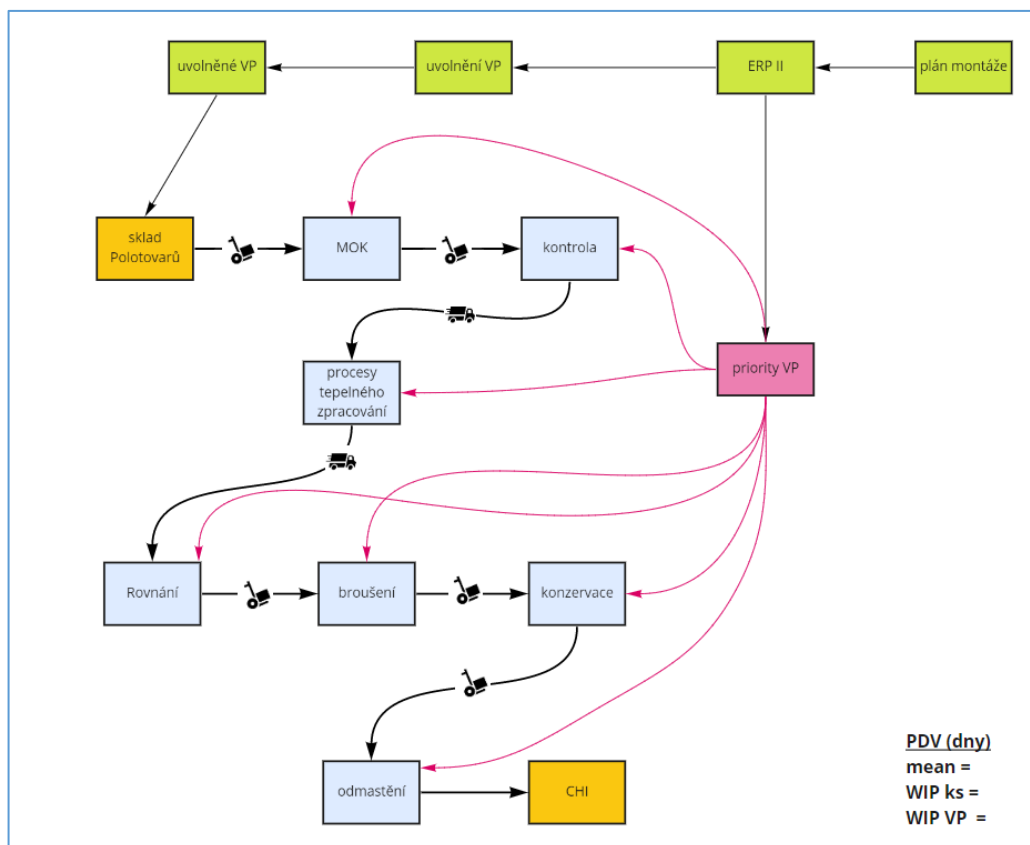 uvolněné VP
uvolnění VP
ERP II
plán montáže
sklad
Polotovarů
MOK
kontrola
procesy
tepelného
zpracování
priority VP
Rovnání
broušení
konzervace
odmastění
CHI
PDV (dny)
mean =
WIP ks =
WIP VP =